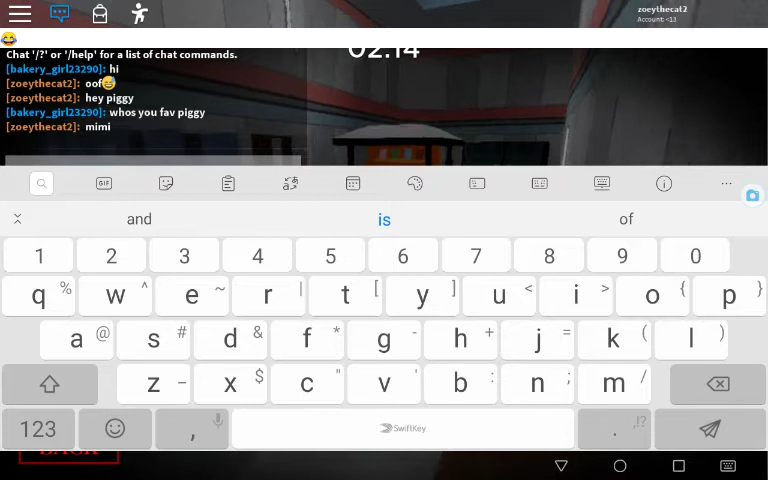 zoeythecat2
Account: <13
😂
02:14
Chat '/?' or '/help' for a list of chat commands.
[bakery_girl23290]: hi
[zoeythecat2]: oof😅
[zoeythecat2]: hey piggy
[bakery_girl23290]: whos you fav piggy
[zoeythecat2]: mimi
GIF
and is of
1 2 3 4 5 6 7 8 9 0
q % w ^ e ~ r | t [ y ] u < i > o { p }
a @ s # d & f * g - h + j = k ( l )
z _ x $ c " v ' b : n ; m /
123 , SwiftKey . ,!?
BACK